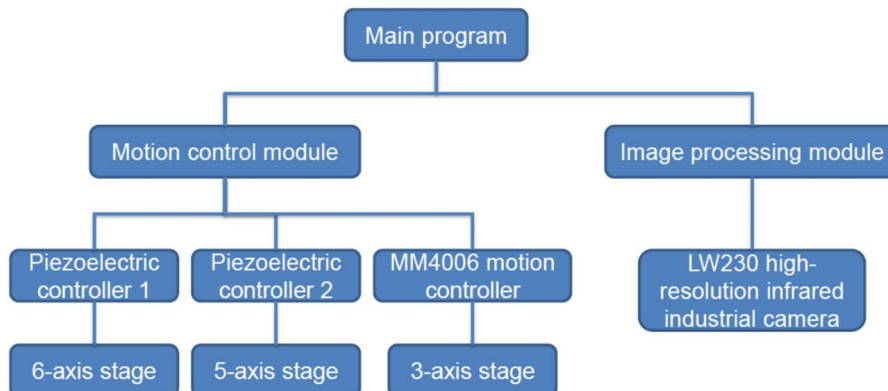 Main program
Motion control module
Image processing module
Piezoelectric
controller 1
Piezoelectric
controller 2
MM4006 motion
controller
LW230 high-
resolution infrared
industrial camera
6-axis stage
5-axis stage
3-axis stage